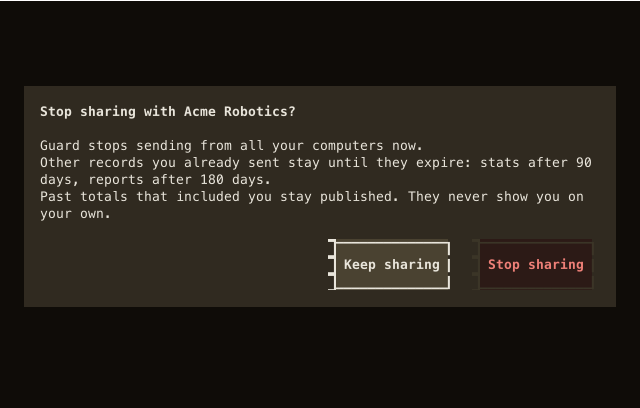 Stop sharing with Acme Robotics?
Guard stops sending from all your computers now.
Other records you already sent stay until they expire: stats after 90
days, reports after 180 days.
Past totals that included you stay published. They never show you on
your own.
Keep sharing Stop sharing